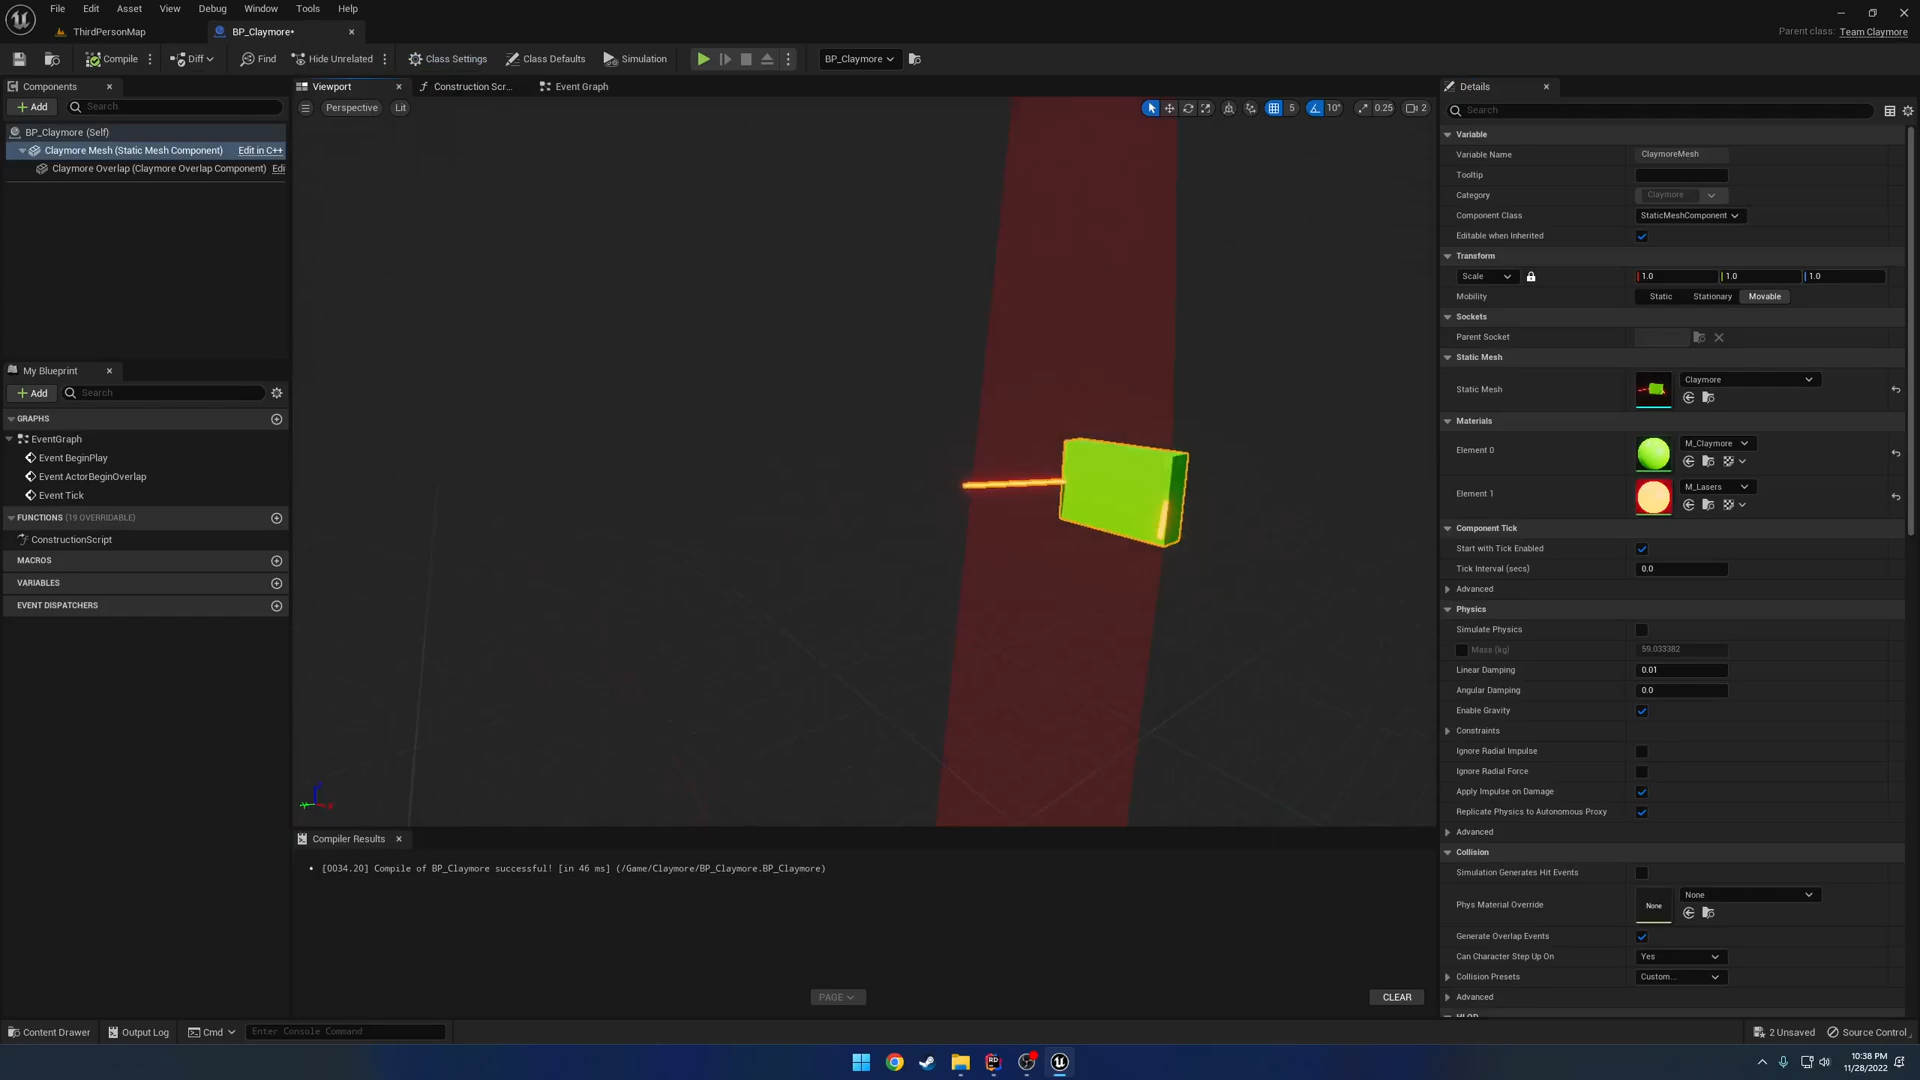 File Edit Asset View Debug Window Tools Help
ThirdPersonMap BP_Claymore•
Parent class: Team Claymore
Compile Diff Find Hide Unrelated Class Settings Class Defaults Simulation BP_Claymore
Components
Add Search
BP_Claymore (Self)
Claymore Mesh (Static Mesh Component) Edit in C++
Claymore Overlap (Claymore Overlap Component) Edi
My Blueprint
Add Search
GRAPHS
EventGraph
Event BeginPlay
Event ActorBeginOverlap
Event Tick
FUNCTIONS (19 OVERRIDABLE)
ConstructionScript
MACROS
VARIABLES
EVENT DISPATCHERS
Viewport Construction Scr... Event Graph
Perspective Lit 5 10° 0.25 2
Compiler Results
• [0034.20] Compile of BP_Claymore successful! [in 46 ms] (/Game/Claymore/BP_Claymore.BP_Claymore)
PAGE CLEAR
Details
Search
Variable
Variable Name ClaymoreMesh
Tooltip
Category Claymore
Component Class StaticMeshComponent
Editable when Inherited
Transform
Scale 1.0 1.0 1.0
Mobility Static Stationary Movable
Sockets
Parent Socket
Static Mesh
Static Mesh Claymore
Materials
Element 0 M_Claymore
Element 1 M_Lasers
Component Tick
Start with Tick Enabled
Tick Interval (secs) 0.0
Advanced
Physics
Simulate Physics
Mass (kg) 59.033382
Linear Damping 0.01
Angular Damping 0.0
Enable Gravity
Constraints
Ignore Radial Impulse
Ignore Radial Force
Apply Impulse on Damage
Replicate Physics to Autonomous Proxy
Advanced
Collision
Simulation Generates Hit Events
Phys Material Override None None
Generate Overlap Events
Can Character Step Up On Yes
Collision Presets Custom...
Advanced
Content Drawer Output Log Cmd Enter Console Command 2 Unsaved Source Control
10:38 PM
11/28/2022